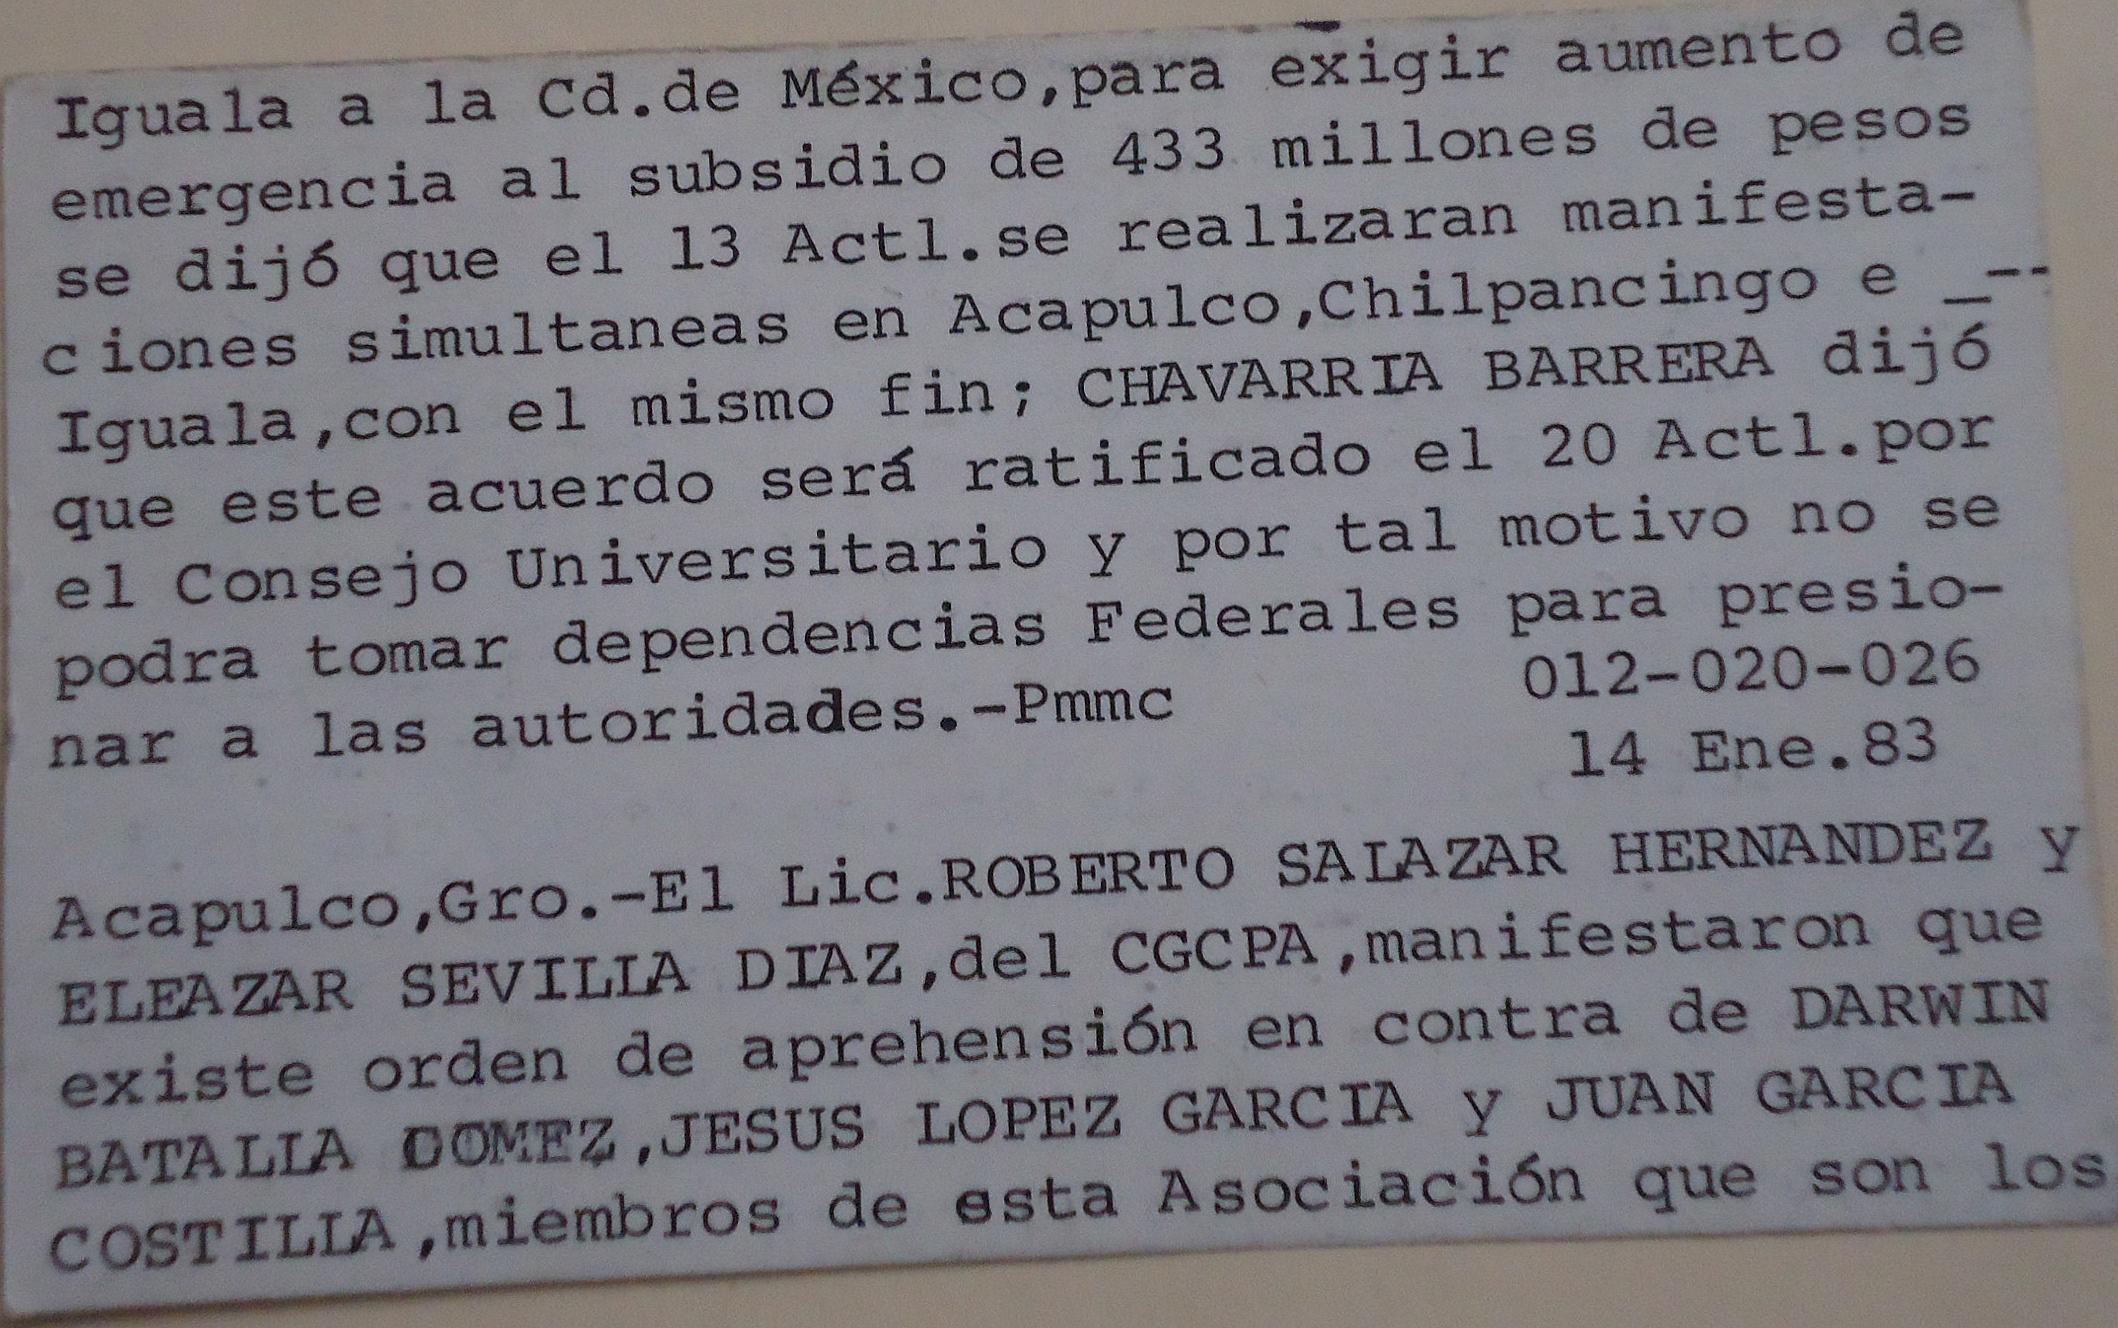 Iguala a la Cd.de México,para exigir aumento de
emergencia al subsidio de 433 millones de pesos
se dijó que el 13 Actl.se realizaran manifesta-
ciones simultaneas en Acapulco,Chilpancingo e _--
Iguala,con el mismo fin; CHAVARRIA BARRERA dijó
que este acuerdo será ratificado el 20 Actl.por
el Consejo Universitario y por tal motivo no se
podra tomar dependencias Federales para presio-
nar a las autoridades.-Pmmc
012-020-026
14 Ene.83
Acapulco,Gro.-El Lic.ROBERTO SALAZAR HERNANDEZ y
ELEAZAR SEVILLA DIAZ,del CGCPA,manifestaron que
existe orden de aprehensión en contra de DARWIN
BATALLA GOMEZ,JESUS LOPEZ GARCIA y JUAN GARCIA
COSTILLA,miembros de esta Asociación que son los